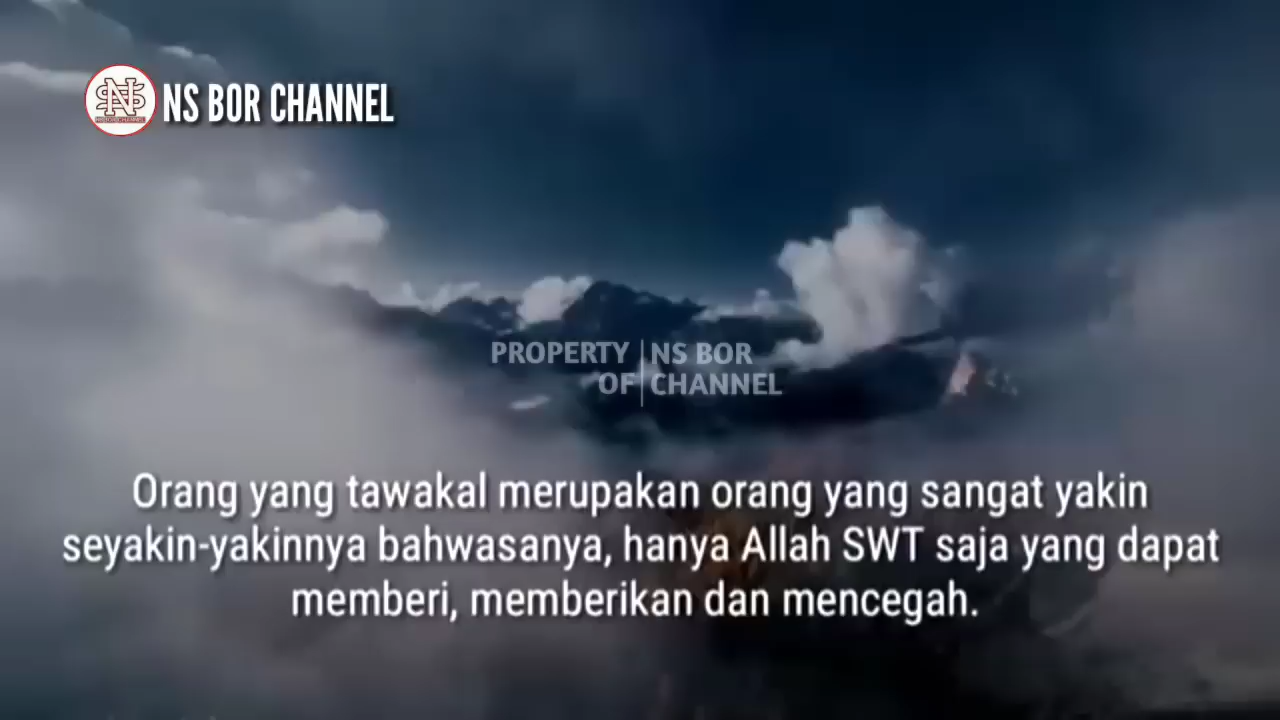 NS BOR CHANNEL
PROPERTY OF
NS BOR CHANNEL
Orang yang tawakal merupakan orang yang sangat yakin
seyakin-yakinnya bahwasanya, hanya Allah SWT saja yang dapat
memberi, memberikan dan mencegah.